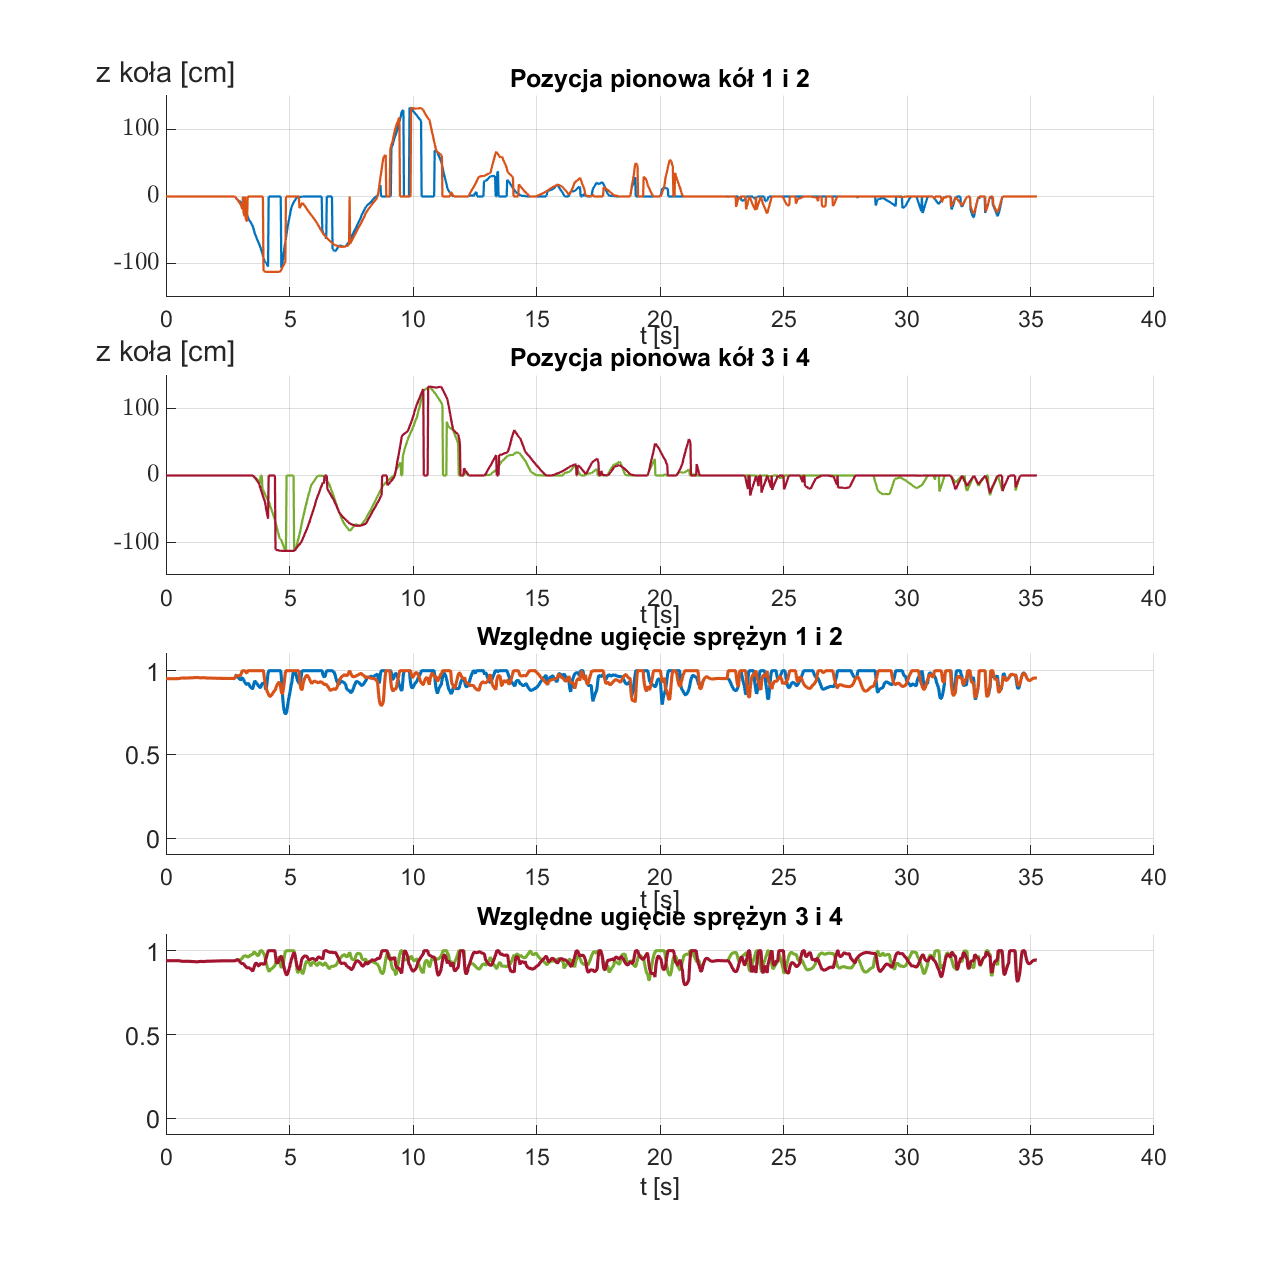 z koła [cm]
Pozycja pionowa kół 1 i 2
100
0
-100
0 5 10 15 20 25 30 35 40
t [s]
z koła [cm]
Pozycja pionowa kół 3 i 4
100
0
-100
0 5 10 15 20 25 30 35 40
t [s]
Względne ugięcie sprężyn 1 i 2
1
0.5
0
0 5 10 15 20 25 30 35 40
t [s]
Względne ugięcie sprężyn 3 i 4
1
0.5
0
0 5 10 15 20 25 30 35 40
t [s]